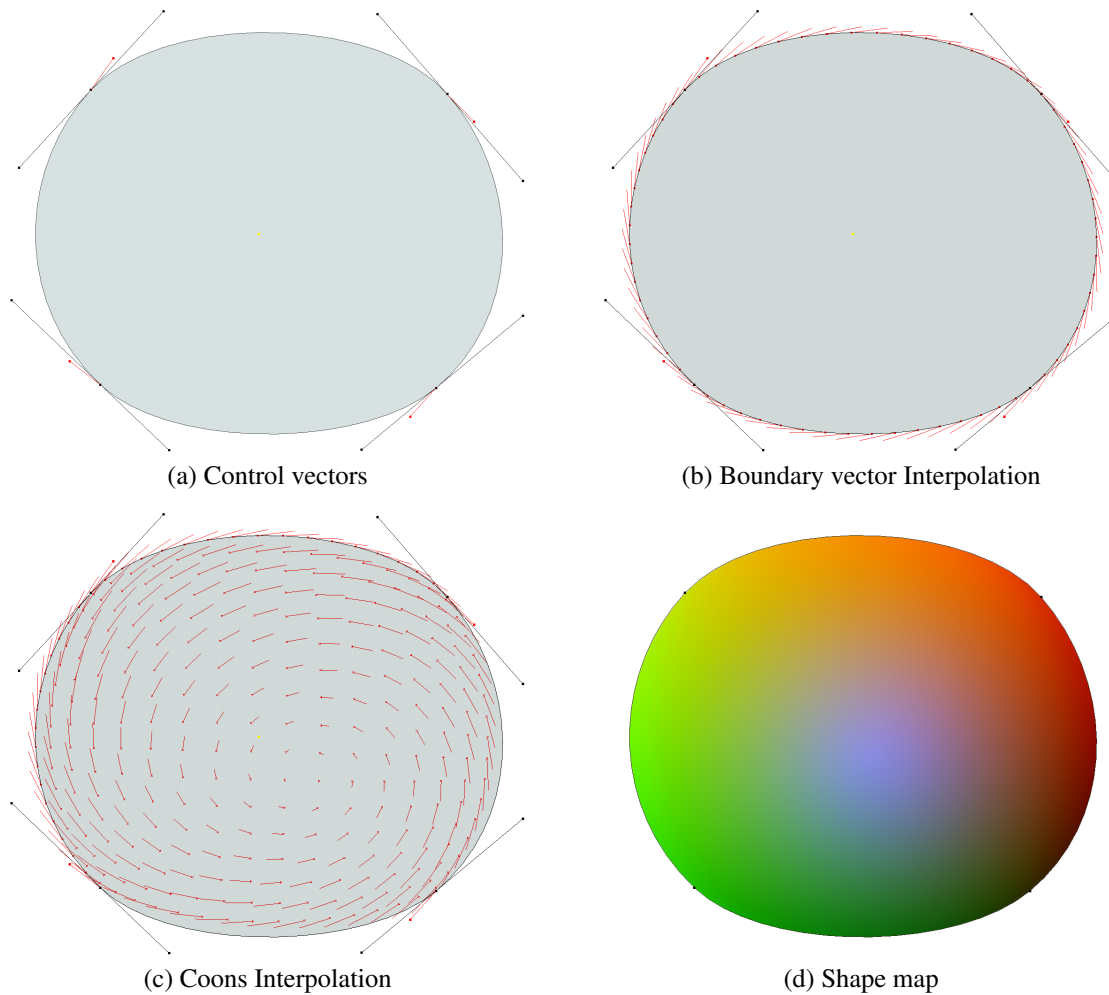 (a) Control vectors
(b) Boundary vector Interpolation
(c) Coons Interpolation
(d) Shape map